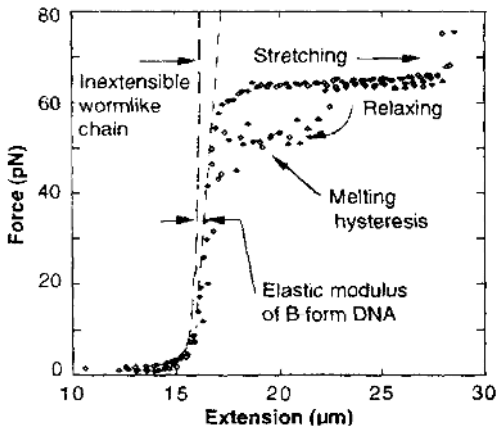 80
60
40
20
0
Force (pN)
Stretching
Inextensible
wormlike
chain
Relaxing
Melting
hysteresis
Elastic modulus
of B form DNA
10
15
20
25
30
Extension (μm)